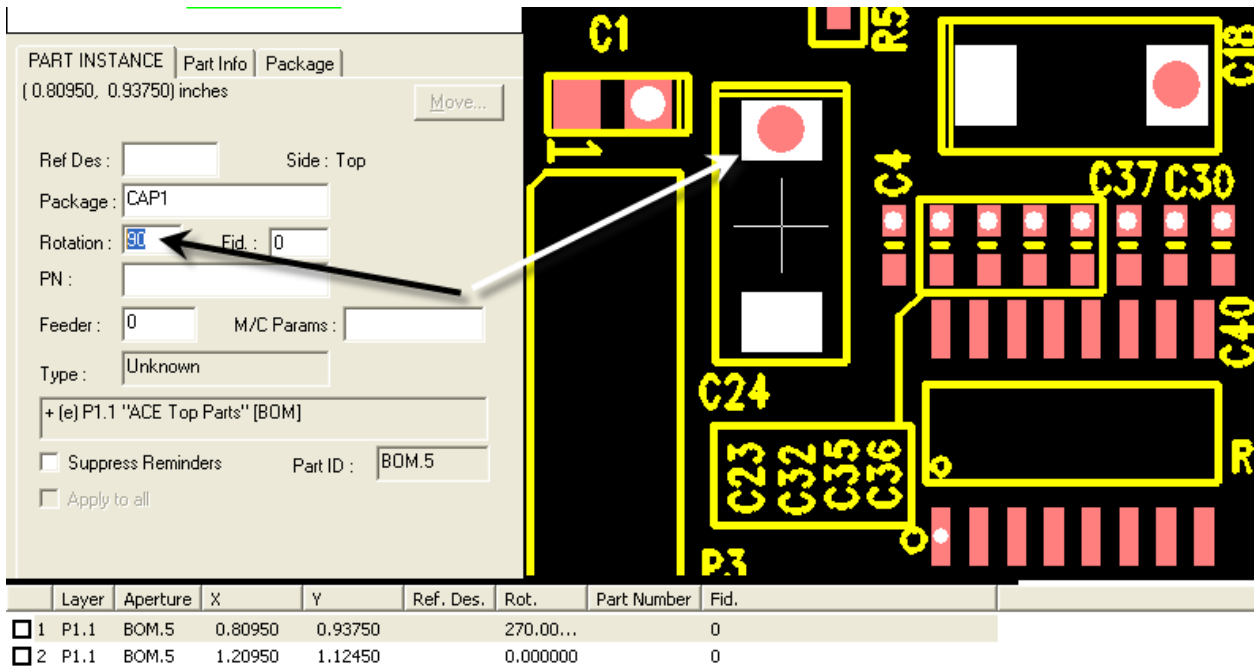 PART INSTANCE Part Info Package
( 0.80950, 0.93750) inches
Move...
Ref Des : Side : Top
Package : CAP1
Rotation : 90 Fid. : 0
PN :
Feeder : 0 M/C Params :
Type : Unknown
+ (e) P1.1 "ACE Top Parts" [BOM]
Suppress Reminders Part ID : BOM.5
Apply to all
C1
R5
C18
1
C4
C37 C30
C40
C24
C23
C32
C35
C36
R
P3
Layer Aperture X Y Ref. Des. Rot. Part Number Fid.
1 P1.1 BOM.5 0.80950 0.93750 270.00... 0
2 P1.1 BOM.5 1.20950 1.12450 0.000000 0